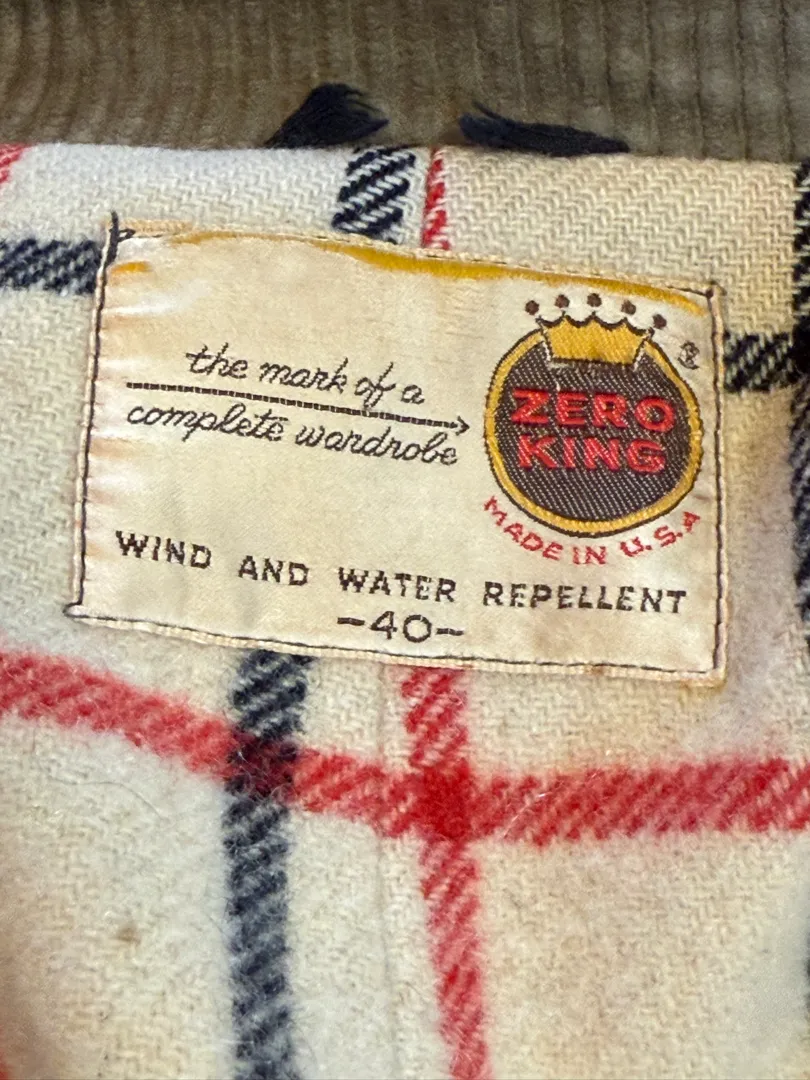 the mark of a
complete wardrobe
ZERO
KING
®
MADE IN U.S.A
WIND AND WATER REPELLENT
-40-